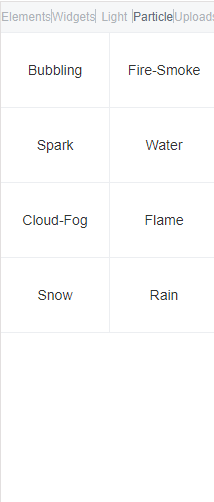 Elements Widgets Light Particle Uploads
Bubbling Fire-Smoke
Spark Water
Cloud-Fog Flame
Snow Rain